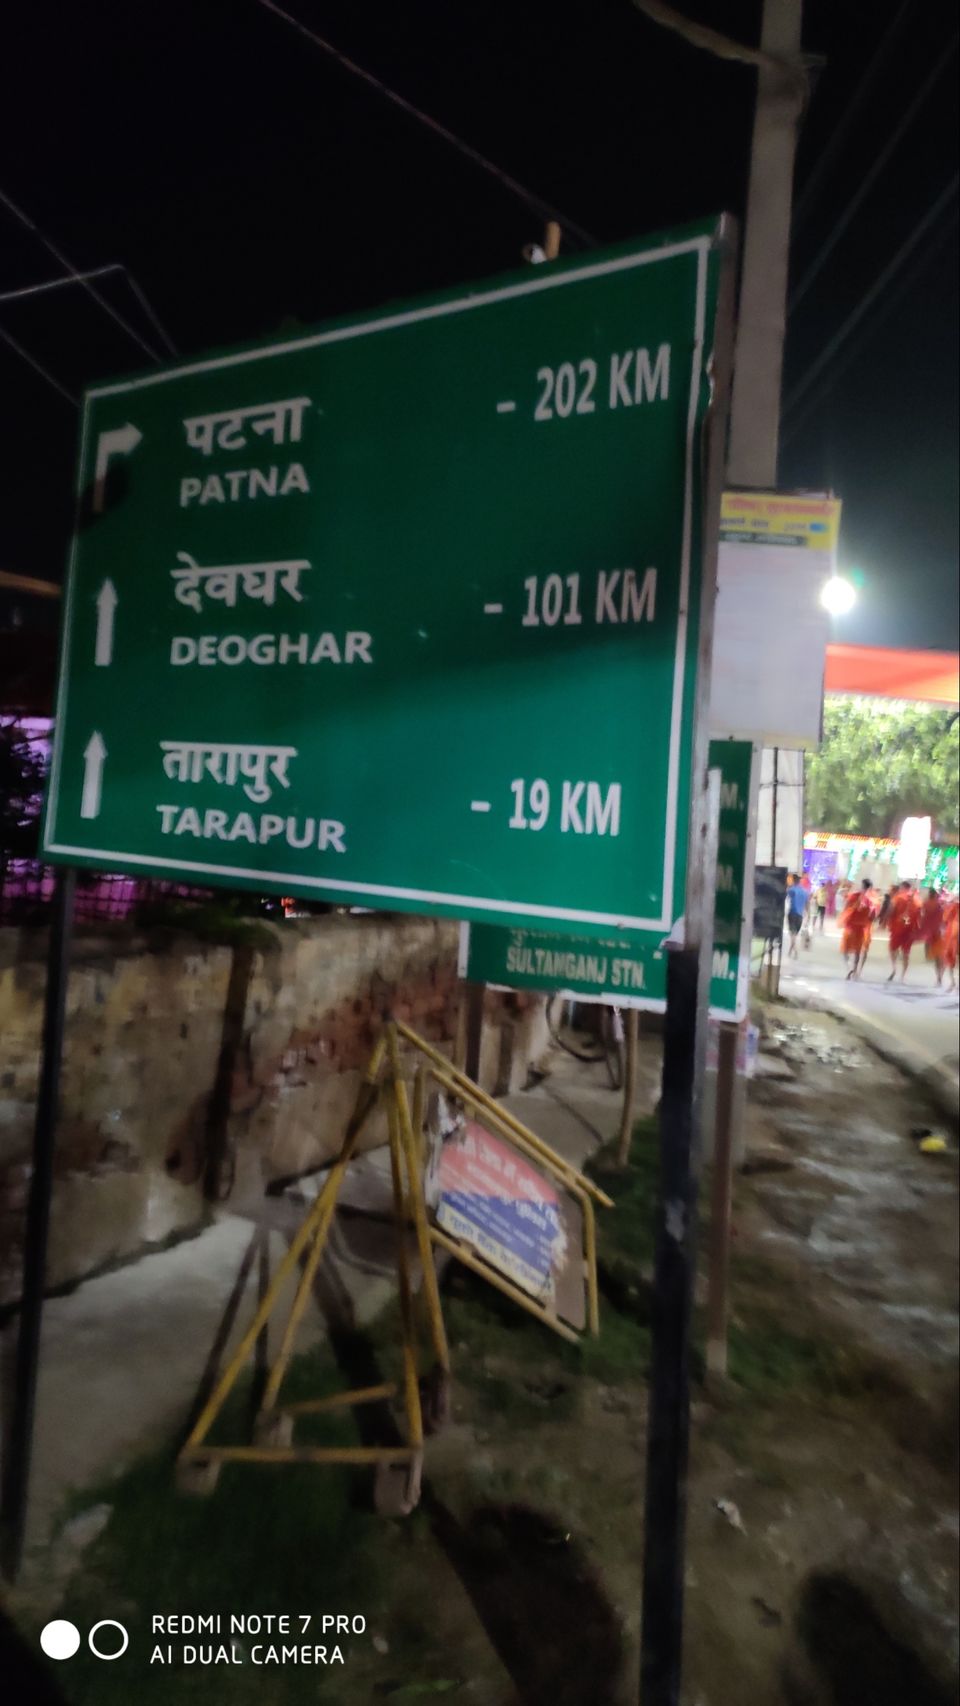 पटना - 202 KM
PATNA
देवघर - 101 KM
DEOGHAR
तारापुर - 19 KM
TARAPUR
M.
M.
SULTANGANJ STN. M.
REDMI NOTE 7 PRO
AI DUAL CAMERA